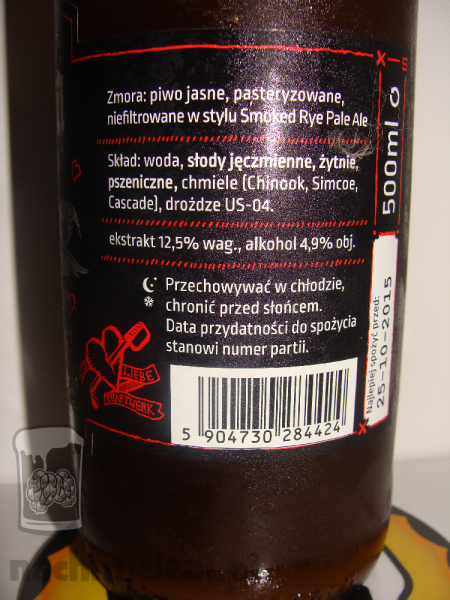 Zmora: piwo jasne, pasteryzowane,
niefiltrowane w stylu Smoked Rye Pale Ale
Skład: woda, słody jęczmienne, żytnie,
pszeniczne, chmiele [Chinook, Simcoe,
Cascade], drożdze US-04.
ekstrakt 12,5% wag., alkohol 4,9% obj.
Przechowywać w chłodzie,
chronić przed słońcem.
Data przydatności do spożycia
stanowi numer partii.
LIEBE
KRAFTWERK
5 904730 284424
500ml
Najlepiej spożyć przed:
25-10-2015